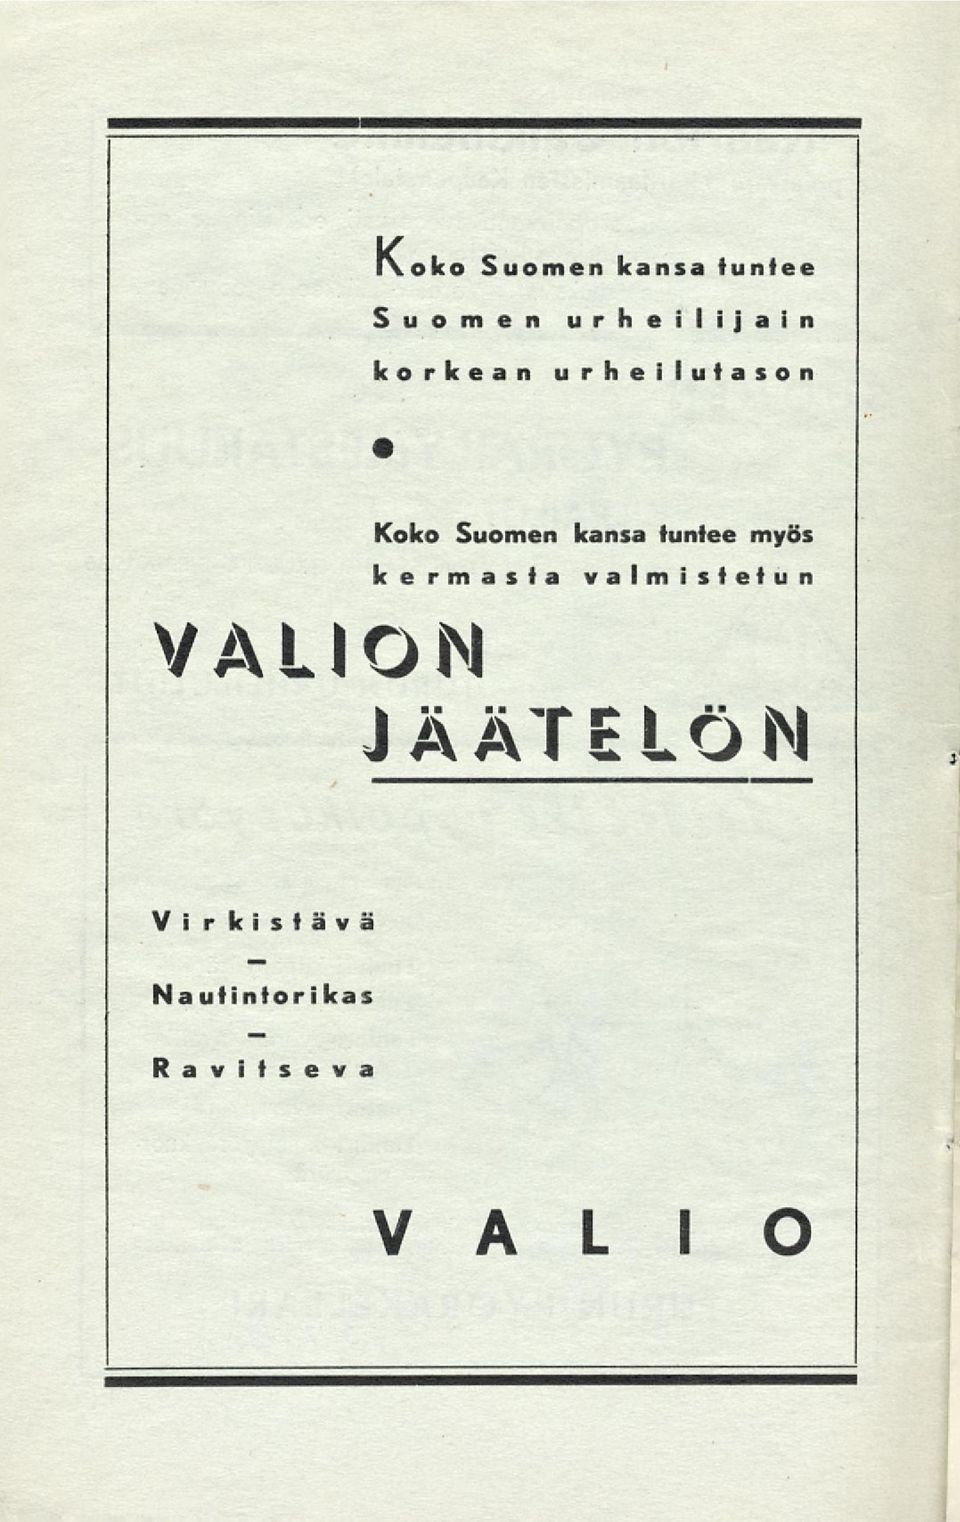 Koko Suomen kansa tuntee
Suomen urheilijain
korkean urheilutason
•
Koko Suomen kansa tuntee myös
kermasta valmistetun
VALION
JÄÄTELÖN
Virkistävä
–
Nautintorikas
–
Ravitseva
VALIO